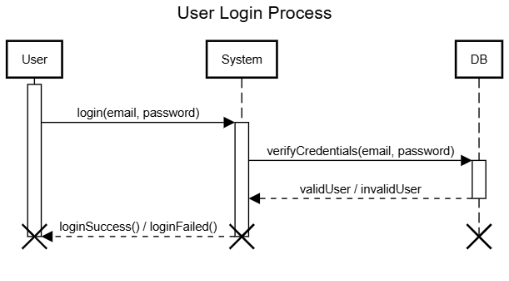 User Login Process
User
System
DB
login(email, password)
verifyCredentials(email, password)
validUser / invalidUser
loginSuccess() / loginFailed()